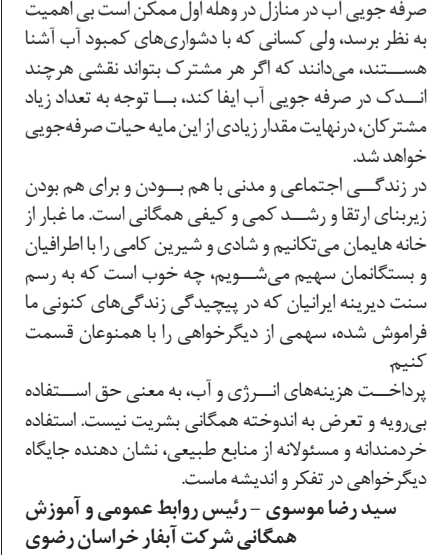 صرفه جویی آب در منازل در وهله اول ممکن است بی اهمیت
به نظر برسد، ولی کسانی که با دشواری‌های کمبود آب آشنا
هستند، می‌دانند که اگر هر مشترک بتواند نقشی هرچند
اندک در صرفه جویی آب ایفا کند، با توجه به تعداد زیاد
مشترکان، درنهایت مقدار زیادی از این مایه حیات صرفه‌جویی
خواهد شد.
در زندگی اجتماعی و مدنی با هم بودن و برای هم بودن
زیربنای ارتقا و رشد کمی و کیفی همگانی است. ما غبار از
خانه هایمان می‌تکانیم و شادی و شیرین کامی را با اطرافیان
و بستگانمان سهیم می‌شویم، چه خوب است که به رسم
سنت دیرینه ایرانیان که در پیچیدگی زندگی‌های کنونی ما
فراموش شده، سهمی از دیگرخواهی را با همنوعان قسمت
کنیم.
پرداخت هزینه‌های انرژی و آب، به معنی حق استفاده
بی‌رویه و تعرض به اندوخته همگانی بشریت نیست. استفاده
خردمندانه و مسئولانه از منابع طبیعی، نشان دهنده جایگاه
دیگرخواهی در تفکر و اندیشه ماست.
سید رضا موسوی - رئیس روابط عمومی و آموزش
همگانی شرکت آبفار خراسان رضوی